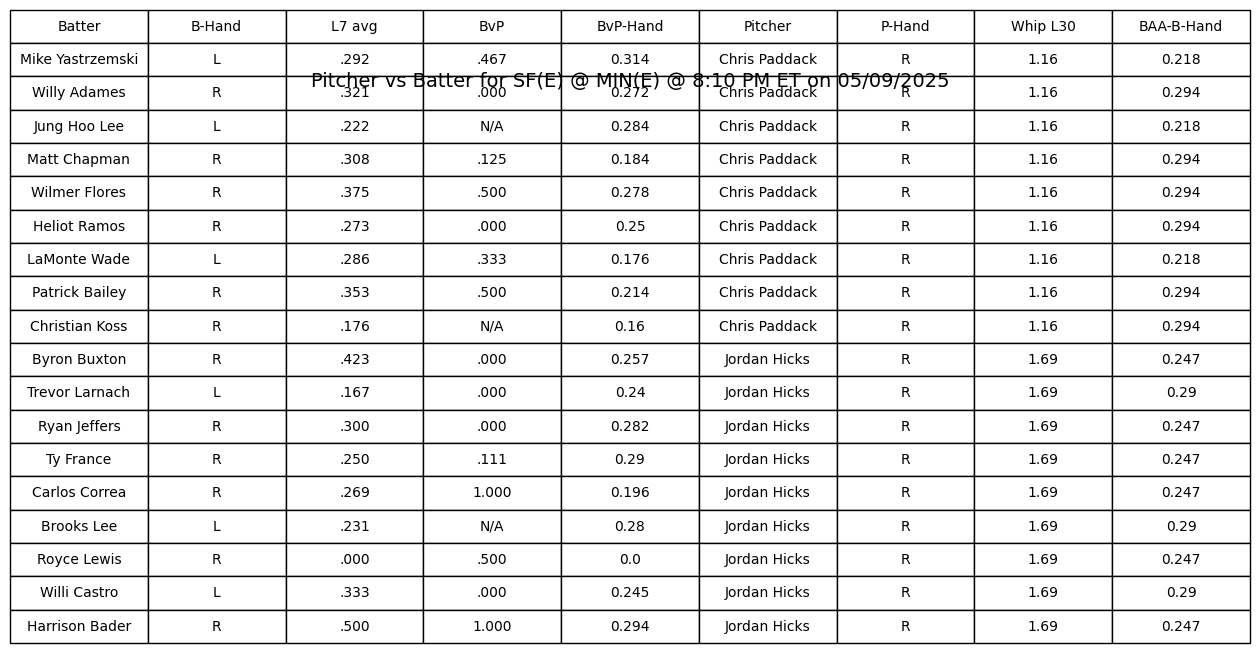 Batter B-Hand L7 avg BvP BvP-Hand Pitcher P-Hand Whip L30 BAA-B-Hand
Mike Yastrzemski L .292 .467 0.314 Chris Paddack R 1.16 0.218
Pitcher vs Batter for SF(E) @ MIN(E) @ 8:10 PM ET on 05/09/2025
Willy Adames R .321 .000 0.272 Chris Paddack R 1.16 0.294
Jung Hoo Lee L .222 N/A 0.284 Chris Paddack R 1.16 0.218
Matt Chapman R .308 .125 0.184 Chris Paddack R 1.16 0.294
Wilmer Flores R .375 .500 0.278 Chris Paddack R 1.16 0.294
Heliot Ramos R .273 .000 0.25 Chris Paddack R 1.16 0.294
LaMonte Wade L .286 .333 0.176 Chris Paddack R 1.16 0.218
Patrick Bailey R .353 .500 0.214 Chris Paddack R 1.16 0.294
Christian Koss R .176 N/A 0.16 Chris Paddack R 1.16 0.294
Byron Buxton R .423 .000 0.257 Jordan Hicks R 1.69 0.247
Trevor Larnach L .167 .000 0.24 Jordan Hicks R 1.69 0.29
Ryan Jeffers R .300 .000 0.282 Jordan Hicks R 1.69 0.247
Ty France R .250 .111 0.29 Jordan Hicks R 1.69 0.247
Carlos Correa R .269 1.000 0.196 Jordan Hicks R 1.69 0.247
Brooks Lee L .231 N/A 0.28 Jordan Hicks R 1.69 0.29
Royce Lewis R .000 .500 0.0 Jordan Hicks R 1.69 0.247
Willi Castro L .333 .000 0.245 Jordan Hicks R 1.69 0.29
Harrison Bader R .500 1.000 0.294 Jordan Hicks R 1.69 0.247